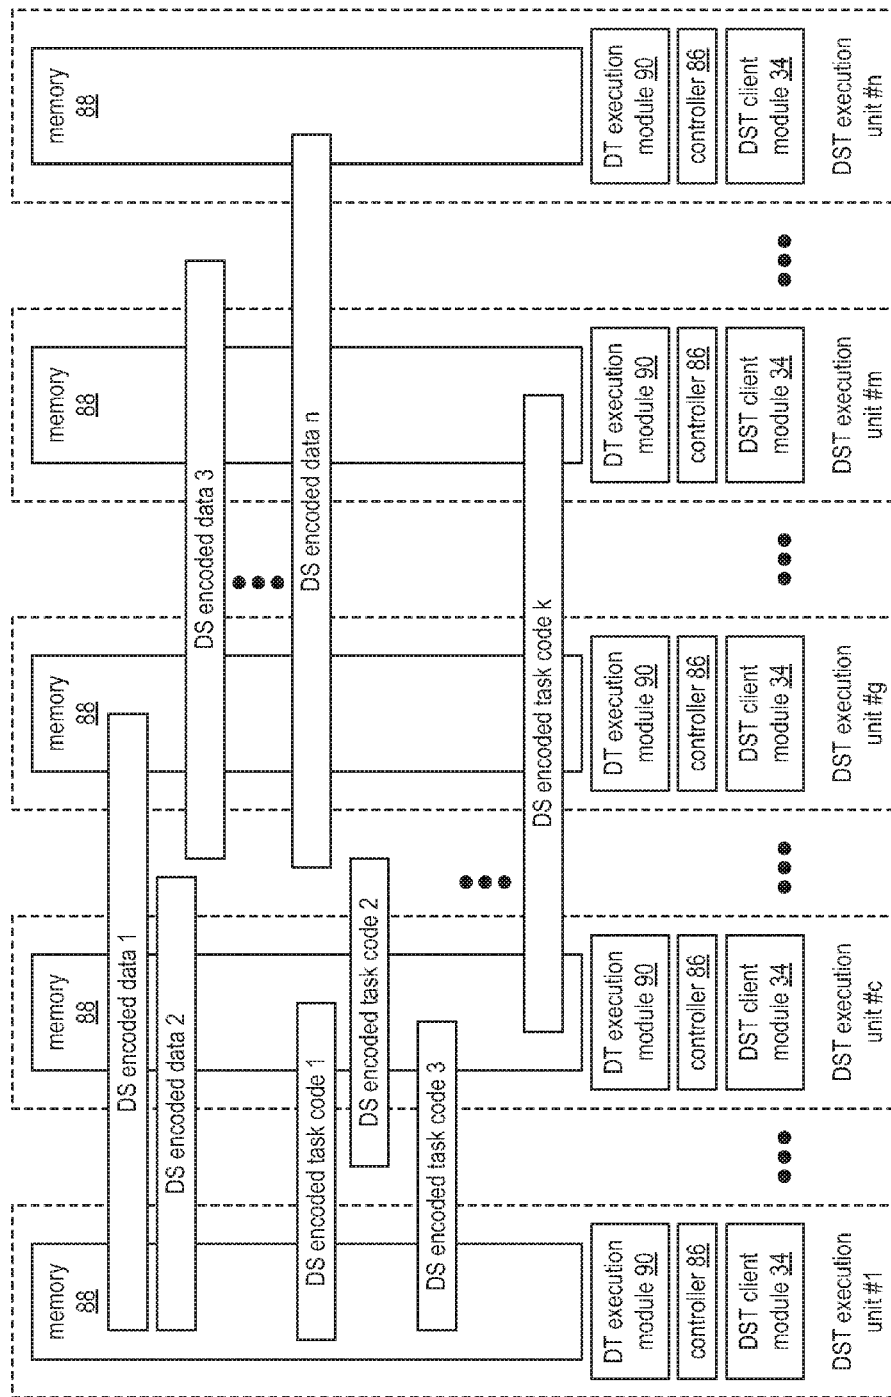 memory
88
DT execution
module 90
controller 86
DST client
module 34
DST execution
unit #1
memory
88
DT execution
module 90
controller 86
DST client
module 34
DST execution
unit #c
memory
88
DT execution
module 90
controller 86
DST client
module 34
DST execution
unit #g
memory
88
DT execution
module 90
controller 86
DST client
module 34
DST execution
unit #m
memory
88
DT execution
module 90
controller 86
DST client
module 34
DST execution
unit #n
DS encoded data 1
DS encoded data 2
DS encoded data 3
DS encoded data n
DS encoded task code 1
DS encoded task code 2
DS encoded task code 3
DS encoded task code k